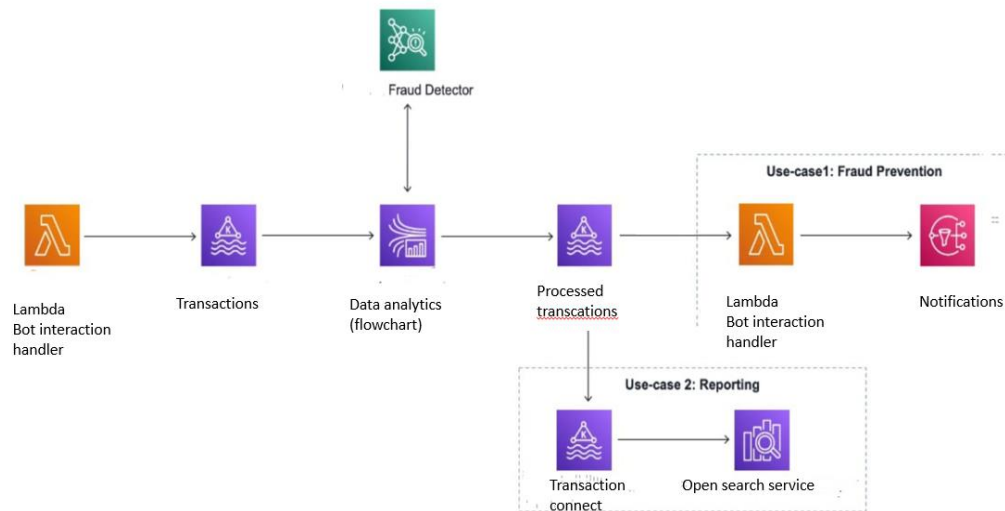 Fraud Detector
Use-case1: Fraud Prevention
Lambda
Bot interaction
handler
Transactions
Data analytics
(flowchart)
Processed
transcations
Lambda
Bot interaction
handler
Notifications
Use-case 2: Reporting
Transaction
connect
Open search service